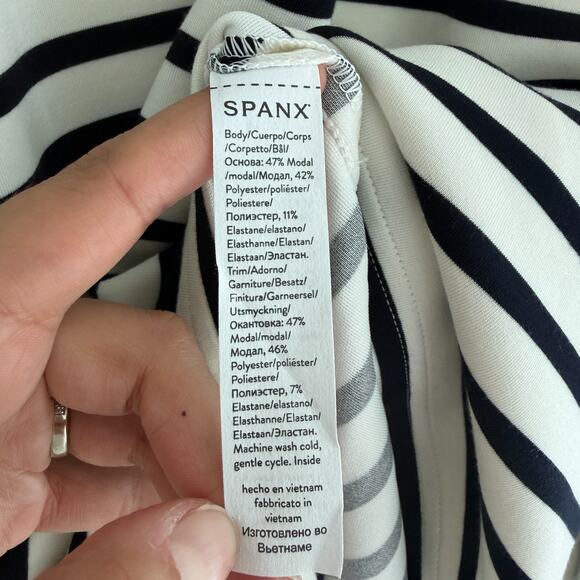 SPANX
Body/Cuerpo/Corps
/Corpetto/Bål/
Основа: 47% Modal
/modal/Модал, 42%
Polyester/poliéster/
Poliestere/
Полиэстер, 11%
Elastane/elastano/
Elasthanne/Elastan/
Elastaan/Эластан.
Trim/Adorno/
Garniture/Besatz/
Finitura/Garneersel/
Utsmyckning/
Окантовка: 47%
Modal/modal/
Модал, 46%
Polyester/poliéster/
Poliestere/
Полиэстер, 7%
Elastane/elastano/
Elasthanne/Elastan/
Elastaan/Эластан.
Machine wash cold,
gentle cycle. Inside
hecho en vietnam
fabbricato in
vietnam
Изготовлено во
Вьетнаме